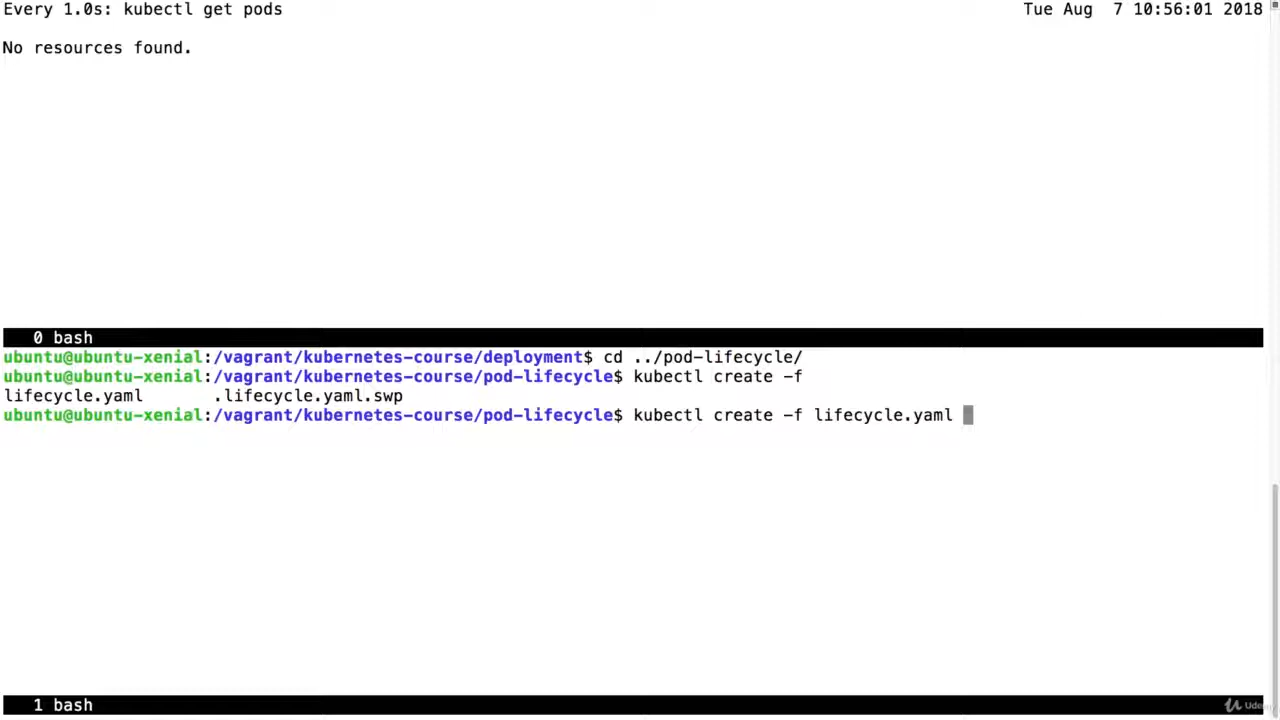 Every 1.0s: kubectl get pods Tue Aug  7 10:56:01 2018
No resources found.
0 bash
ubuntu@ubuntu-xenial:/vagrant/kubernetes-course/deployment$ cd ../pod-lifecycle/
ubuntu@ubuntu-xenial:/vagrant/kubernetes-course/pod-lifecycle$ kubectl create -f
lifecycle.yaml       .lifecycle.yaml.swp
ubuntu@ubuntu-xenial:/vagrant/kubernetes-course/pod-lifecycle$ kubectl create -f lifecycle.yaml
1 bash